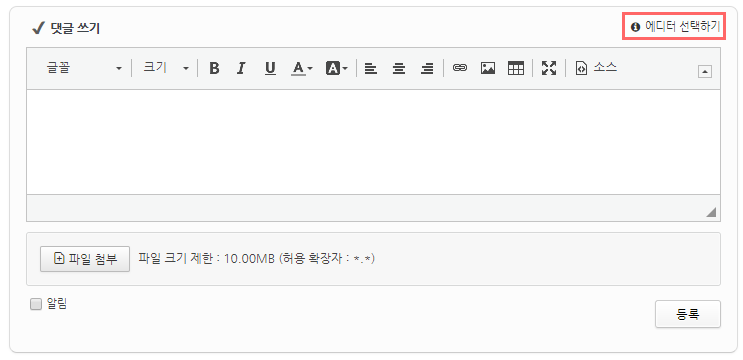 댓글 쓰기
에디터 선택하기
글꼴 크기 B I U A A 소스
파일 첨부 파일 크기 제한 : 10.00MB (허용 확장자 : *.*)
알림
등록